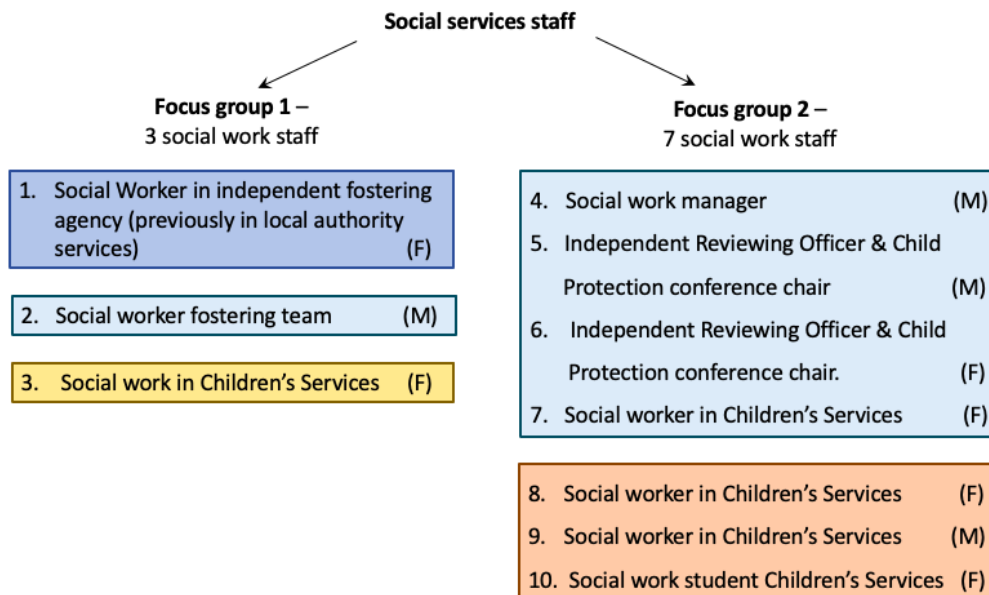 Social services staff
Focus group 1 –
3 social work staff
1. Social Worker in independent fostering
agency (previously in local authority
services) (F)
2. Social worker fostering team (M)
3. Social work in Children's Services (F)
Focus group 2 –
7 social work staff
4. Social work manager (M)
5. Independent Reviewing Officer & Child
Protection conference chair (M)
6. Independent Reviewing Officer & Child
Protection conference chair. (F)
7. Social worker in Children's Services (F)
8. Social worker in Children's Services (F)
9. Social worker in Children's Services (M)
10. Social work student Children's Services (F)